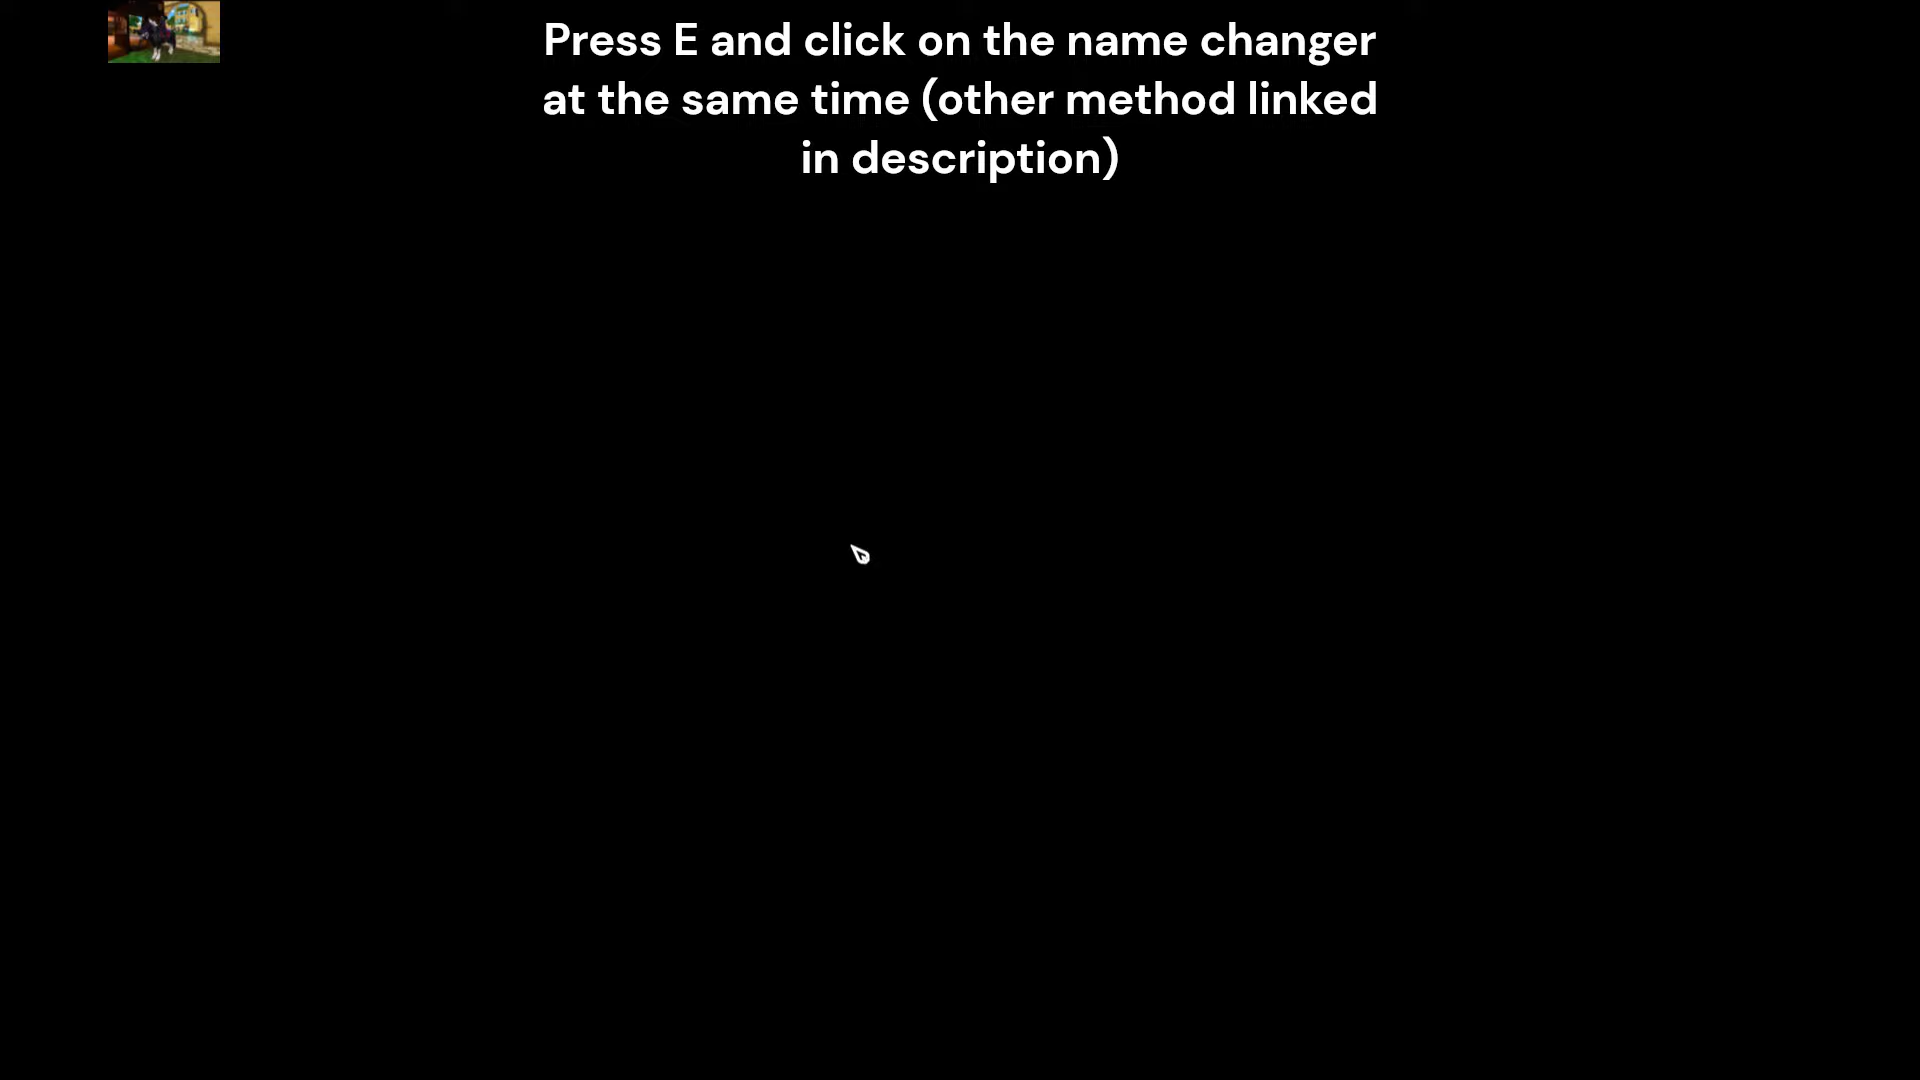 Press E and click on the name changer
at the same time (other method linked
in description)